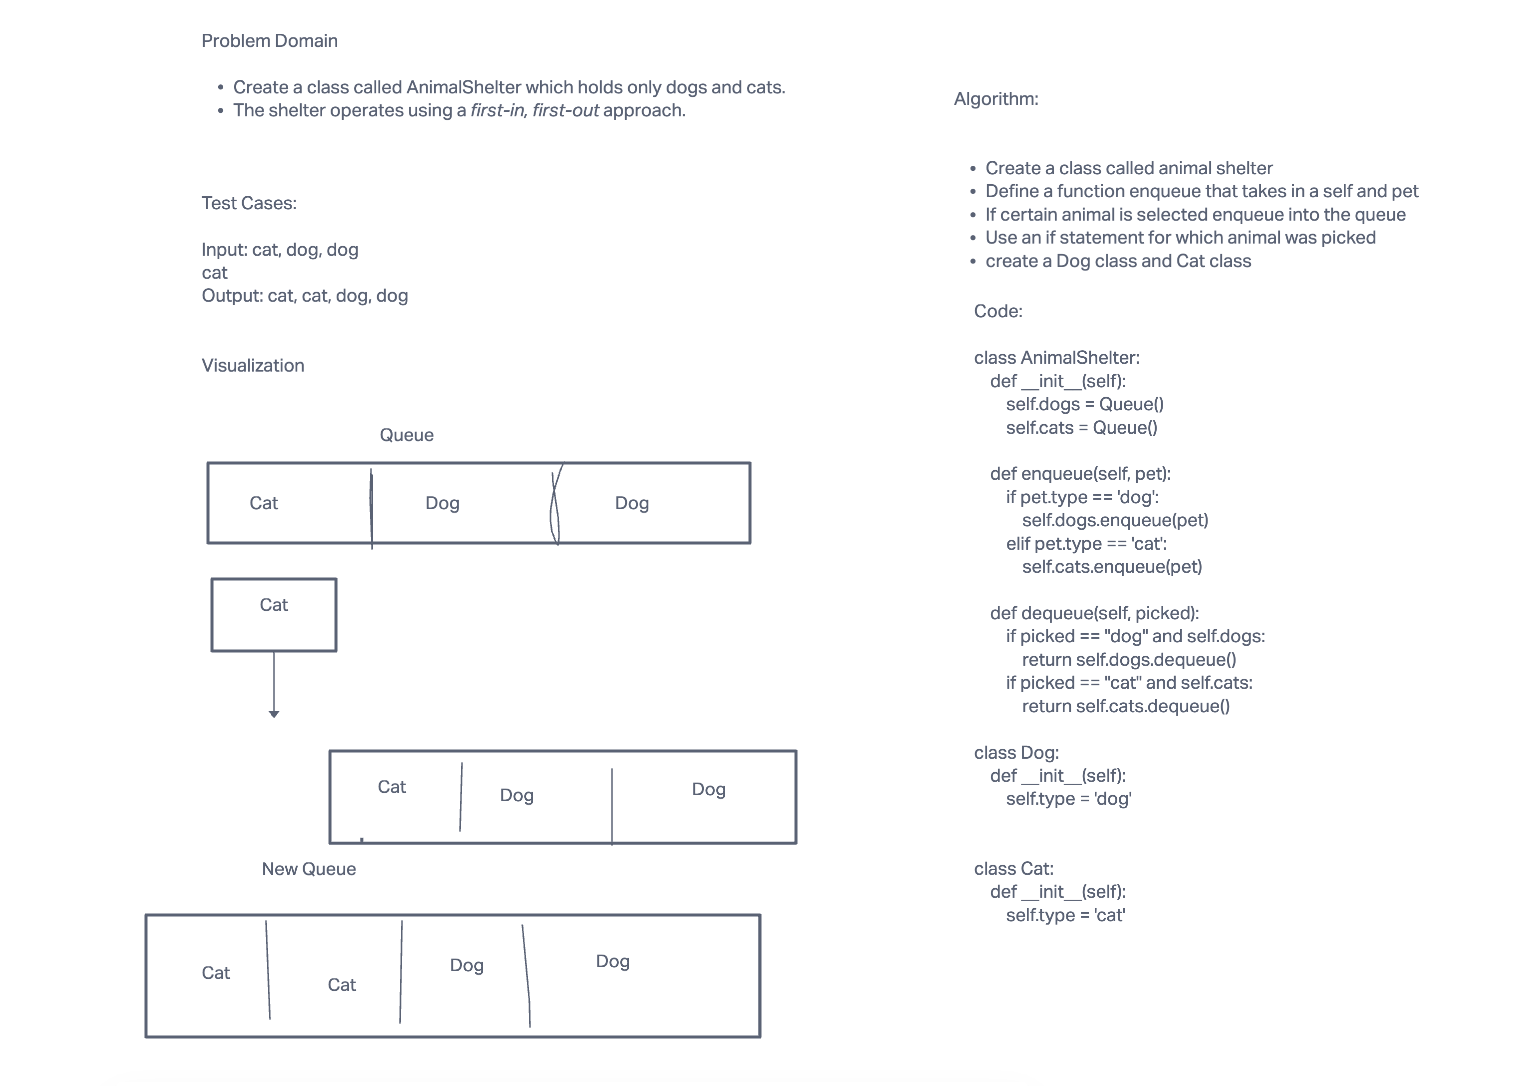 Problem Domain
• Create a class called AnimalShelter which holds only dogs and cats.
• The shelter operates using a first-in, first-out approach.
Test Cases:
Input: cat, dog, dog
cat
Output: cat, cat, dog, dog
Visualization
Queue
Cat Dog Dog
Cat
Cat Dog Dog
New Queue
Cat Cat Dog Dog
Algorithm:
• Create a class called animal shelter
• Define a function enqueue that takes in a self and pet
• If certain animal is selected enqueue into the queue
• Use an if statement for which animal was picked
• create a Dog class and Cat class
Code:
class AnimalShelter:
def __init__(self):
self.dogs = Queue()
self.cats = Queue()
def enqueue(self, pet):
if pet.type == 'dog':
self.dogs.enqueue(pet)
elif pet.type == 'cat':
self.cats.enqueue(pet)
def dequeue(self, picked):
if picked == "dog" and self.dogs:
return self.dogs.dequeue()
if picked == "cat" and self.cats:
return self.cats.dequeue()
class Dog:
def __init__(self):
self.type = 'dog'
class Cat:
def __init__(self):
self.type = 'cat'